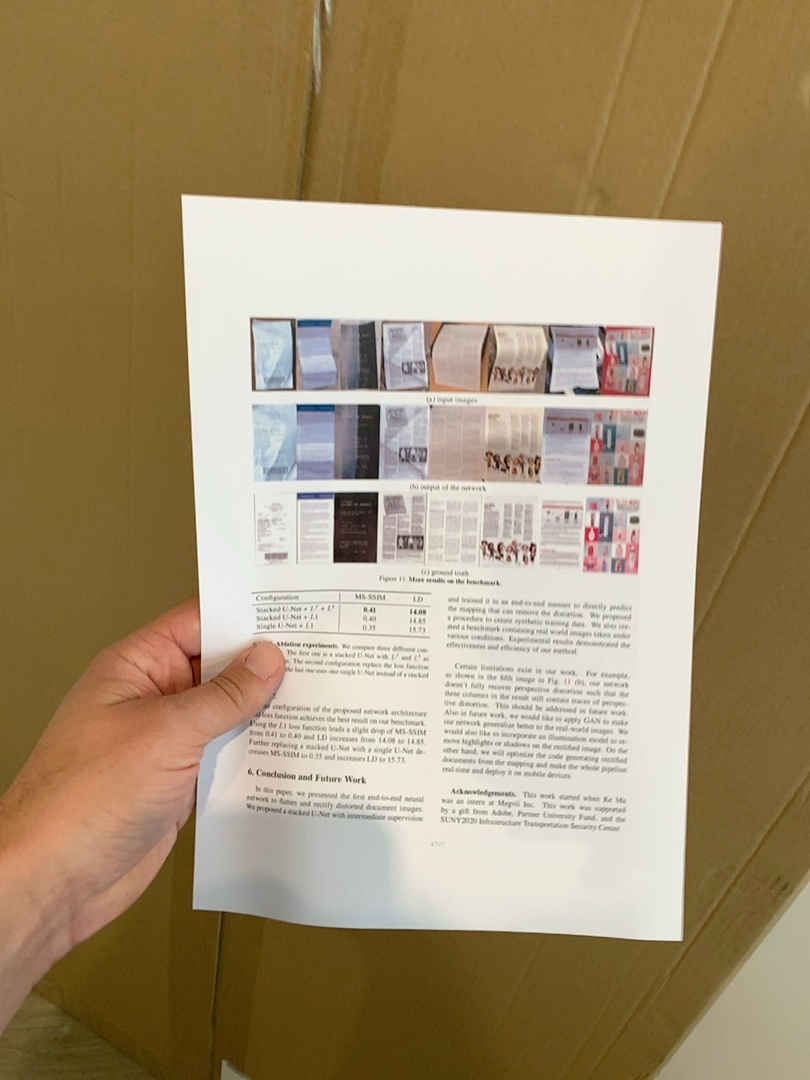 (a) input images
(b) output of the network
(c) ground truth
Figure 11. More results on the benchmark.
Configuration MS-SSIM LD
Stacked U-Net + L 0.41 14.08
Stacked U-Net + L1 0.40 14.85
Single U-Net + L1 0.35 15.73
Ablation experiments. We compare three different con-
The first one is a stacked U-Net with
The second configuration replace the loss function
the last one uses one single U-Net instead of a stacked
configuration of the proposed network architecture
loss function achieves the best result on our benchmark.
Using the L1 loss function leads a slight drop of MS-SSIM
from 0.41 to 0.40 and LD increases from 14.08 to 14.85.
Further replacing a stacked U-Net with a single U-Net de-
creases MS-SSIM to 0.35 and increases LD to 15.73.
6. Conclusion and Future Work
In this paper, we presented the first end-to-end neural
network to flatten and rectify distorted document images.
We proposed a stacked U-Net with intermediate supervision
and trained it in an end-to-end manner to directly predict
the mapping that can remove the distortion. We proposed
a procedure to create synthetic training data. We also cre-
ated a benchmark containing real world images taken under
various conditions. Experimental results demonstrated the
effectiveness and efficiency of our method.
Certain limitations exist in our work. For example,
as shown in the fifth image in Fig. 11 (b), our network
doesn't fully recover perspective distortion such that the
three columns in the result still contain traces of perspec-
tive distortion. This should be addressed in future work.
Also in future work, we would like to apply GAN to make
our network generalize better to the real-world images. We
would also like to incorporate an illumination model to re-
move highlights or shadows on the rectified image. On the
other hand, we will optimize the code generating rectified
documents from the mapping and make the whole pipeline
real-time and deploy it on mobile devices.
Acknowledgements. This work started when Ke Ma
was an intern at Megvii Inc. This work was supported
by a gift from Adobe, Partner University Fund, and the
SUNY2020 Infrastructure Transportation Security Center.
4707